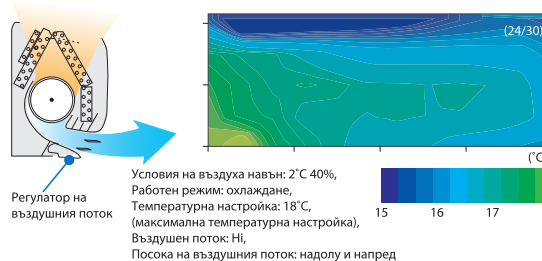 (24/30)
(˚C
Условия на въздуха навън: 2˚C 40%,
Работен режим: охлаждане,
Температурна настройка: 18˚C,
(максимална температурна настройка),
Въздушен поток: Hi,
Посока на въздушния поток: надолу и напред
15 16 17
Регулатор на
въздушния поток